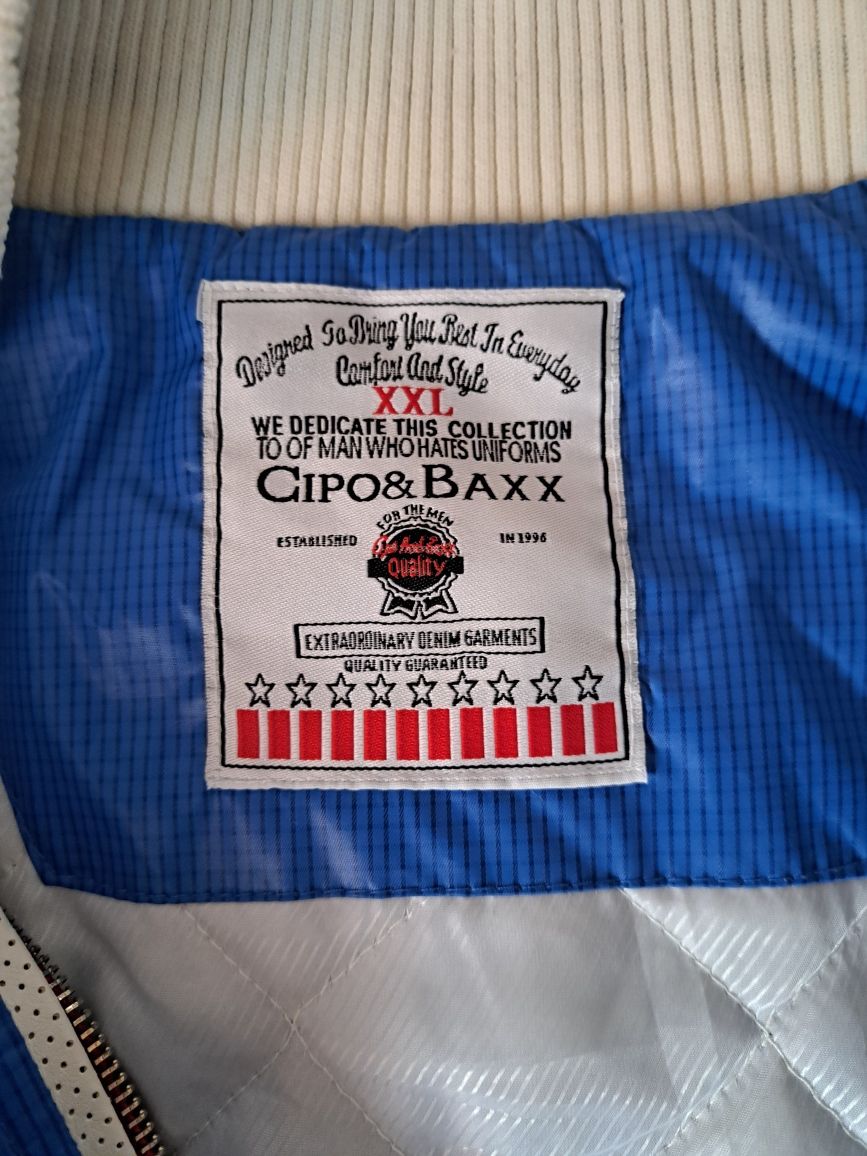 Designed To Bring You Best In Everyday
Comfort And Style
XXL
WE DEDICATE THIS COLLECTION
TO OF MAN WHO HATES UNIFORMS
CIPO&BAXX
FOR THE MEN
ESTABLISHED
IN 1996
Quality
EXTRAORDINARY DENIM GARMENTS
QUALITY GUARANTEED